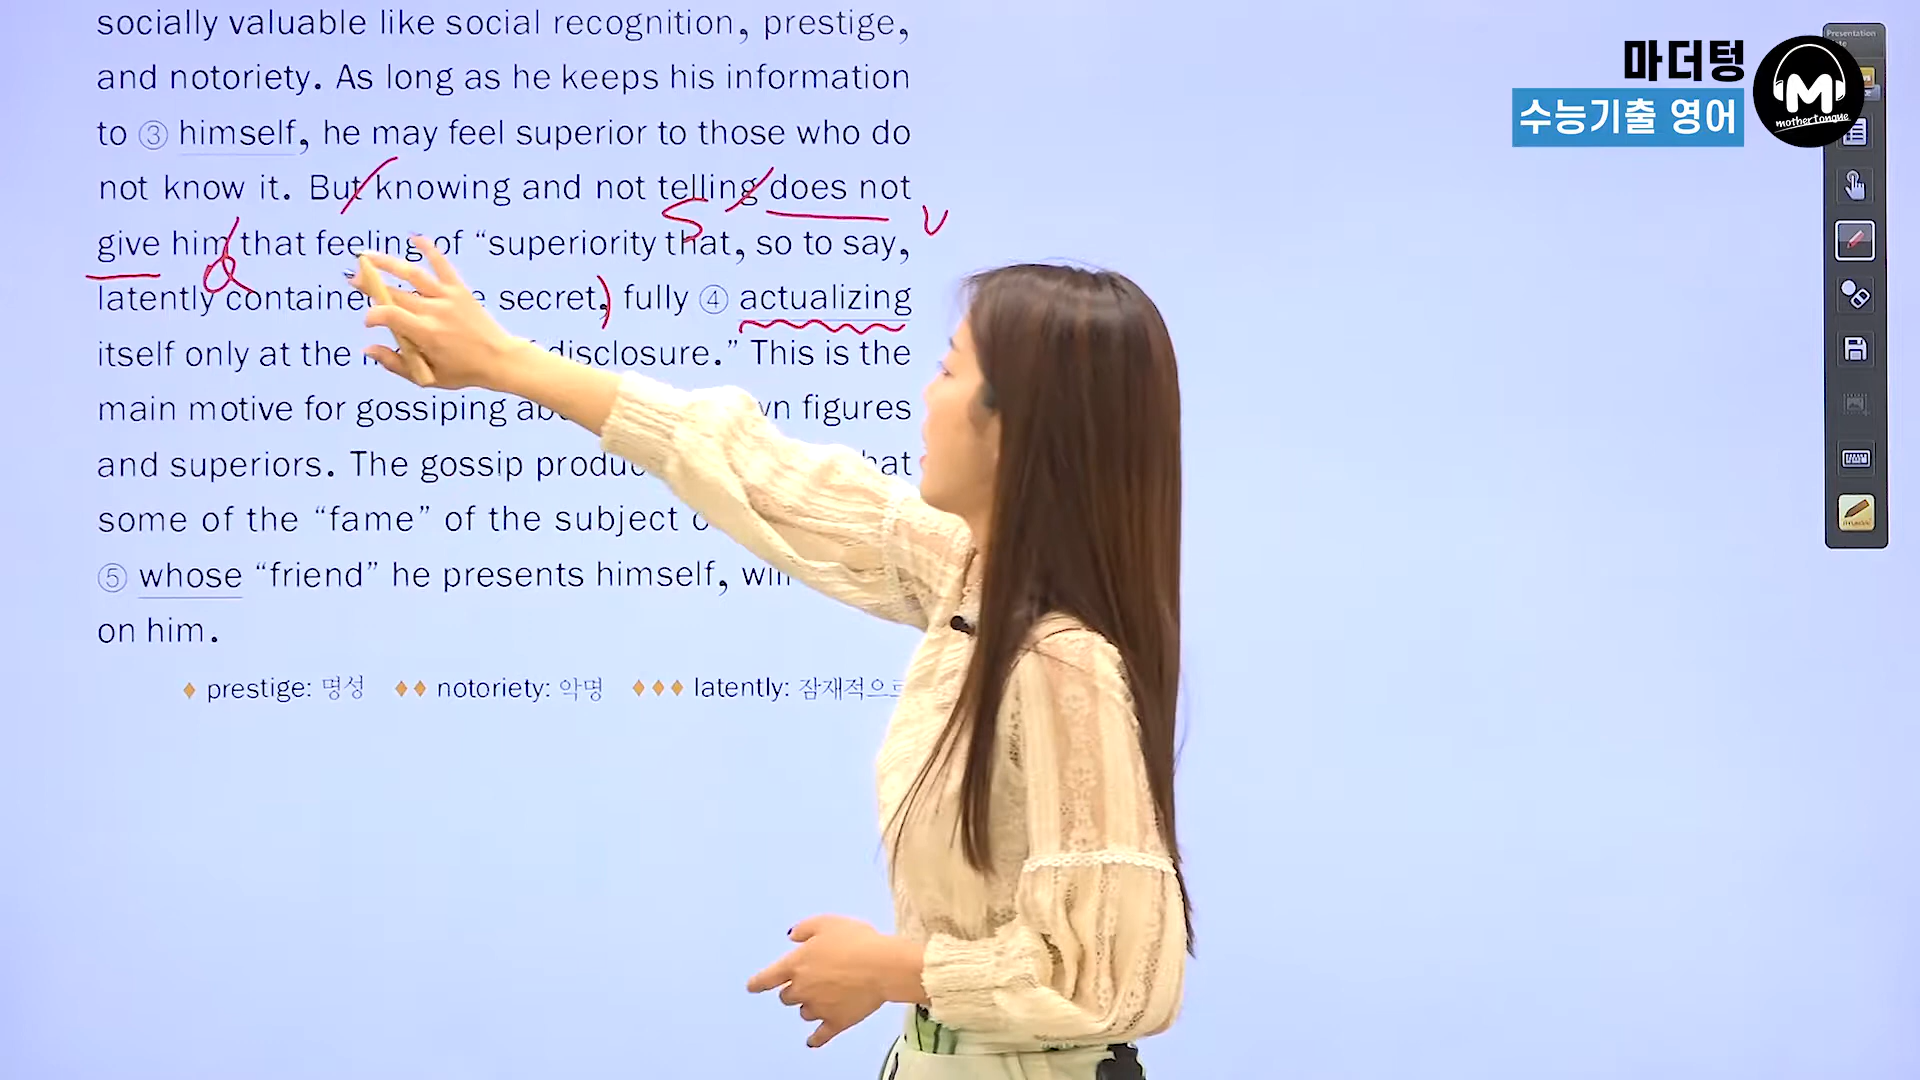 socially valuable like social recognition, prestige,
and notoriety. As long as he keeps his information
to ③ himself, he may feel superior to those who do
not know it. But knowing and not telling does not
give him that feeling of “superiority that, so to say,
latently contained secret, fully ④ actualizing
itself only at the disclosure.” This is the
main motive for gossiping figures
and superiors. The gossip
some of the “fame” of the subject
⑤ whose “friend” he presents himself,
on him.
♦ prestige: 명성 ♦♦ notoriety: 악명 ♦♦♦ latently: 잠재적으로
S
V
마더텅
수능기출 영어
M
mothertongue
Presentation